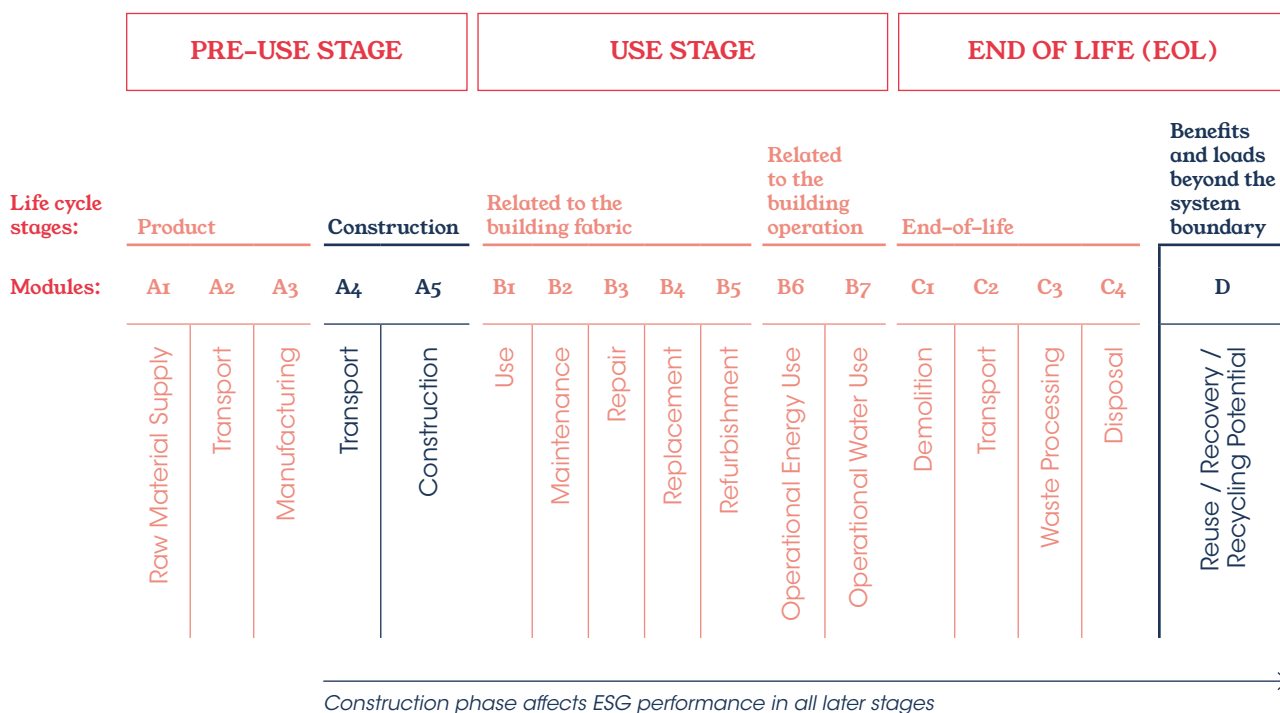 PRE-USE STAGE
USE STAGE
END OF LIFE (EOL)
Life cycle
stages:
Product
Construction
Related to the
building fabric
Related
to the
building
operation
End-of-life
Benefits
and loads
beyond the
system
boundary
Modules:
A1
A2
A3
A4
A5
B1
B2
B3
B4
B5
B6
B7
C1
C2
C3
C4
D
Raw Material Supply
Transport
Manufacturing
Transport
Construction
Use
Maintenance
Repair
Replacement
Refurbishment
Operational Energy Use
Operational Water Use
Demolition
Transport
Waste Processing
Disposal
Reuse / Recovery /
Recycling Potential
Construction phase affects ESG performance in all later stages